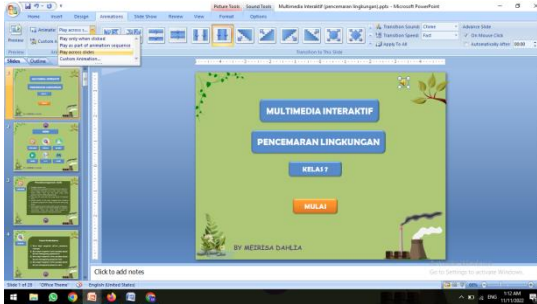 Picture Tools Sound Tools Multimedia Interaktif (pencemaran lingkungan).pptx - Microsoft PowerPoint
Home Insert Design Animations Slide Show Review View Format Options
Animate: Play across s...
Play only when clicked
Play as part of animation sequence
Play across slides
Custom Animation...
Preview
Transition Sound: Chime
Transition Speed: Fast
Apply To All
Advance Slide
On Mouse Click
Automatically After: 00:00
Transition to This Slide
Slides Outline
MULTIMEDIA INTERAKTIF
PENCEMARAN LINGKUNGAN
KELAS 7
MULAI
BY MEIRISA DAHLIA
Click to add notes
Go to Settings to activate Windows.
Slide 1 of 25 "Office Theme" English (United States)
ENG
1:12 AM
11/11/2022